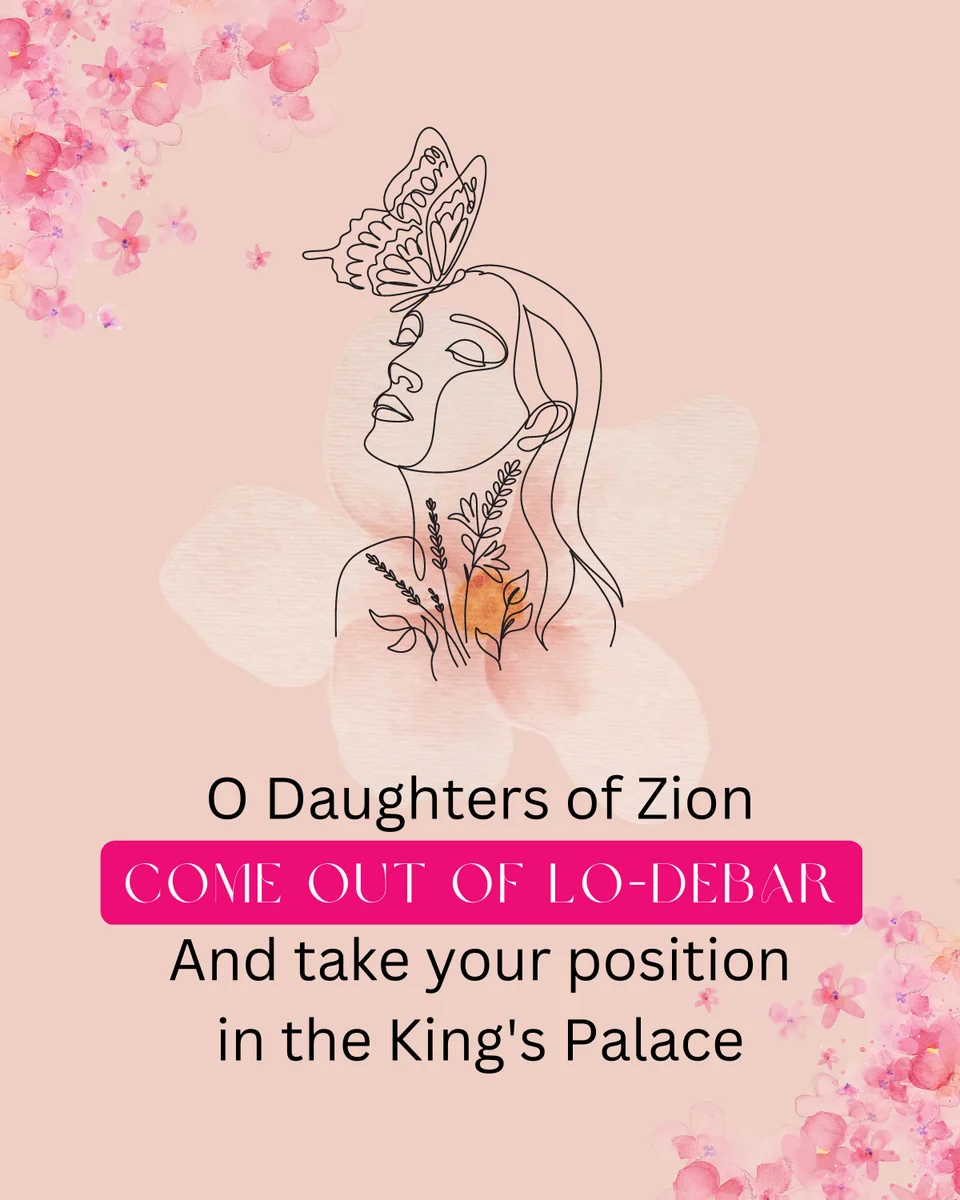 O Daughters of Zion
COME OUT OF LO-DEBAR
And take your position
in the King's Palace